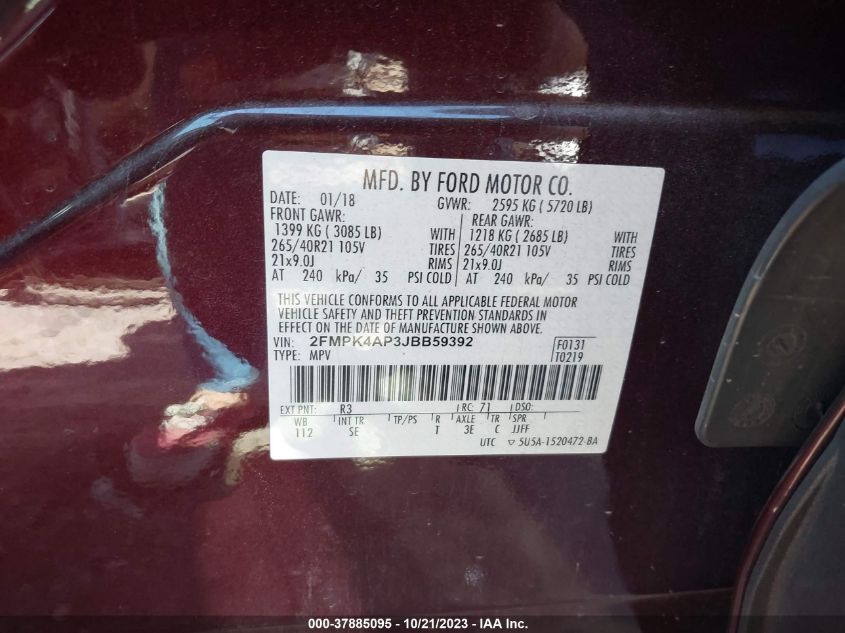 MFD. BY FORD MOTOR CO.
DATE: 01/18 GVWR: 2595 KG ( 5720 LB)
FRONT GAWR: REAR GAWR:
1399 KG ( 3085 LB) WITH 1218 KG ( 2685 LB) WITH
265/40R21 105V TIRES 265/40R21 105V TIRES
21x9.0J RIMS 21x9.0J RIMS
AT 240 kPa/ 35 PSI COLD AT 240 kPa/ 35 PSI COLD
THIS VEHICLE CONFORMS TO ALL APPLICABLE FEDERAL MOTOR
VEHICLE SAFETY AND THEFT PREVENTION STANDARDS IN
EFFECT ON THE DATE OF MANUFACTURE SHOWN ABOVE.
VIN: 2FMPK4AP3JBB59392 F0131
TYPE: MPV T0219
EXT PNT: R3 RC: 71 DSO:
WB INT TR TP/PS R AXLE TR SPR
112 SE T 3E C JJFF
UTC ▽ 5U5A-1520472-BA
000-37885095 - 10/21/2023 - IAA Inc.